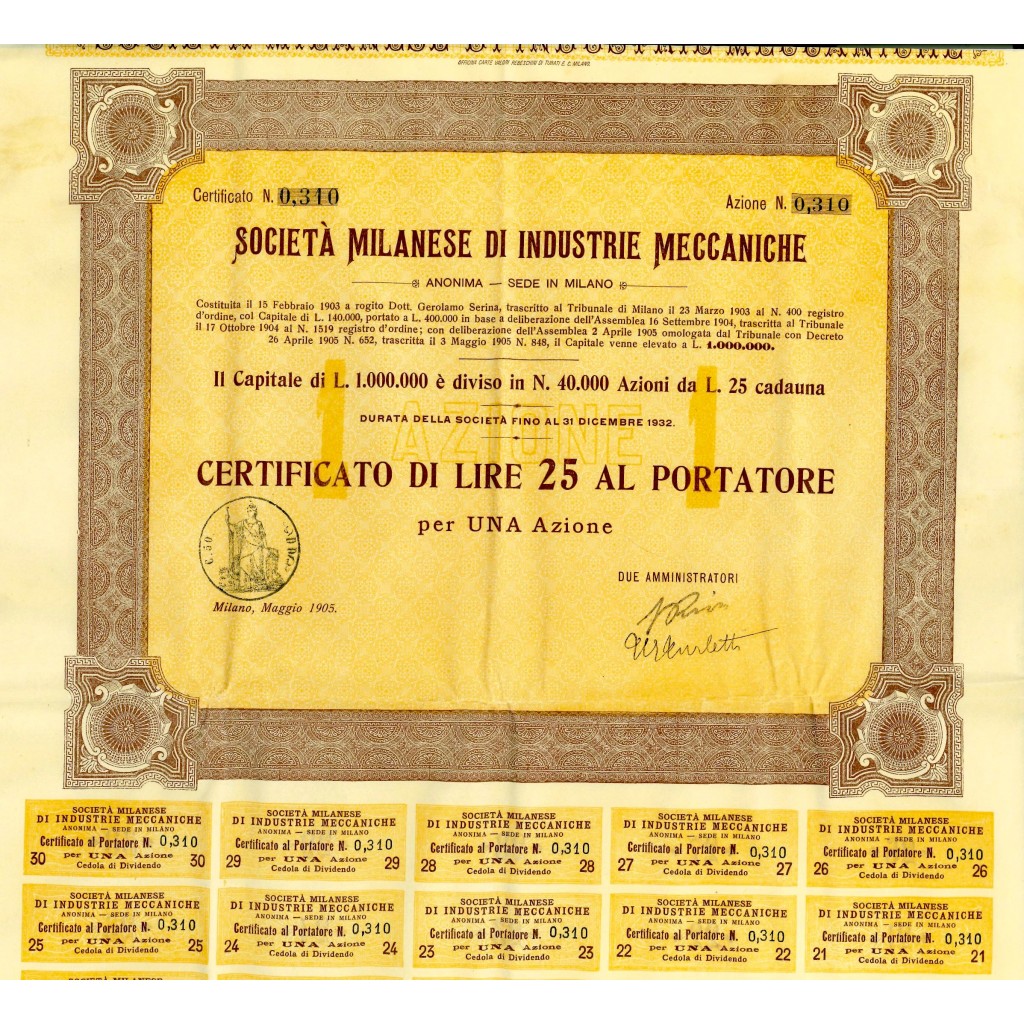 SOCIETÀ MILANESE DI INDUSTRIE MECCANICHE
OFFICINA CARTE VALORI REBESCHINI DI TURATI E C. MILANO.
Certificato N. 0,310
Azione N. 0,310
SOCIETÀ MILANESE DI INDUSTRIE MECCANICHE
ANONIMA — SEDE IN MILANO
Costituita il 15 Febbraio 1903 a rogito Dott. Gerolamo Serina, trascritto al Tribunale di Milano il 23 Marzo 1903 al N. 400 registro
d'ordine, col Capitale di L. 140.000, portato a L. 400.000 in base a deliberazione dell'Assemblea 16 Settembre 1904, trascritta al Tribunale
il 17 Ottobre 1904 al N. 1519 registro d'ordine; con deliberazione dell'Assemblea 2 Aprile 1905 omologata dal Tribunale con Decreto
26 Aprile 1905 N. 652, trascritta il 3 Maggio 1905 N. 848, il Capitale venne elevato a L. 1.000.000.
Il Capitale di L. 1.000.000 è diviso in N. 40.000 Azioni da L. 25 cadauna
1 AZIONE 1
DURATA DELLA SOCIETÀ FINO AL 31 DICEMBRE 1932.
CERTIFICATO DI LIRE 25 AL PORTATORE
per UNA Azione
C. 50
DUE AMMINISTRATORI
Milano, Maggio 1905.
SOCIETÀ MILANESE
DI INDUSTRIE MECCANICHE
ANONIMA — SEDE IN MILANO
Certificato al Portatore N. 0,310
30 per UNA Azione 30
Cedola di Dividendo
SOCIETÀ MILANESE
DI INDUSTRIE MECCANICHE
ANONIMA — SEDE IN MILANO
Certificato al Portatore N. 0,310
29 per UNA Azione 29
Cedola di Dividendo
SOCIETÀ MILANESE
DI INDUSTRIE MECCANICHE
ANONIMA — SEDE IN MILANO
Certificato al Portatore N. 0,310
28 per UNA Azione 28
Cedola di Dividendo
SOCIETÀ MILANESE
DI INDUSTRIE MECCANICHE
ANONIMA — SEDE IN MILANO
Certificato al Portatore N. 0,310
27 per UNA Azione 27
Cedola di Dividendo
SOCIETÀ MILANESE
DI INDUSTRIE MECCANICHE
ANONIMA — SEDE IN MILANO
Certificato al Portatore N. 0,310
26 per UNA Azione 26
Cedola di Dividendo
SOCIETÀ MILANESE
DI INDUSTRIE MECCANICHE
ANONIMA — SEDE IN MILANO
Certificato al Portatore N. 0,310
25 per UNA Azione 25
Cedola di Dividendo
SOCIETÀ MILANESE
DI INDUSTRIE MECCANICHE
ANONIMA — SEDE IN MILANO
Certificato al Portatore N. 0,310
24 per UNA Azione 24
Cedola di Dividendo
SOCIETÀ MILANESE
DI INDUSTRIE MECCANICHE
ANONIMA — SEDE IN MILANO
Certificato al Portatore N. 0,310
23 per UNA Azione 23
Cedola di Dividendo
SOCIETÀ MILANESE
DI INDUSTRIE MECCANICHE
ANONIMA — SEDE IN MILANO
Certificato al Portatore N. 0,310
22 per UNA Azione 22
Cedola di Dividendo
SOCIETÀ MILANESE
DI INDUSTRIE MECCANICHE
ANONIMA — SEDE IN MILANO
Certificato al Portatore N. 0,310
21 per UNA Azione 21
Cedola di Dividendo